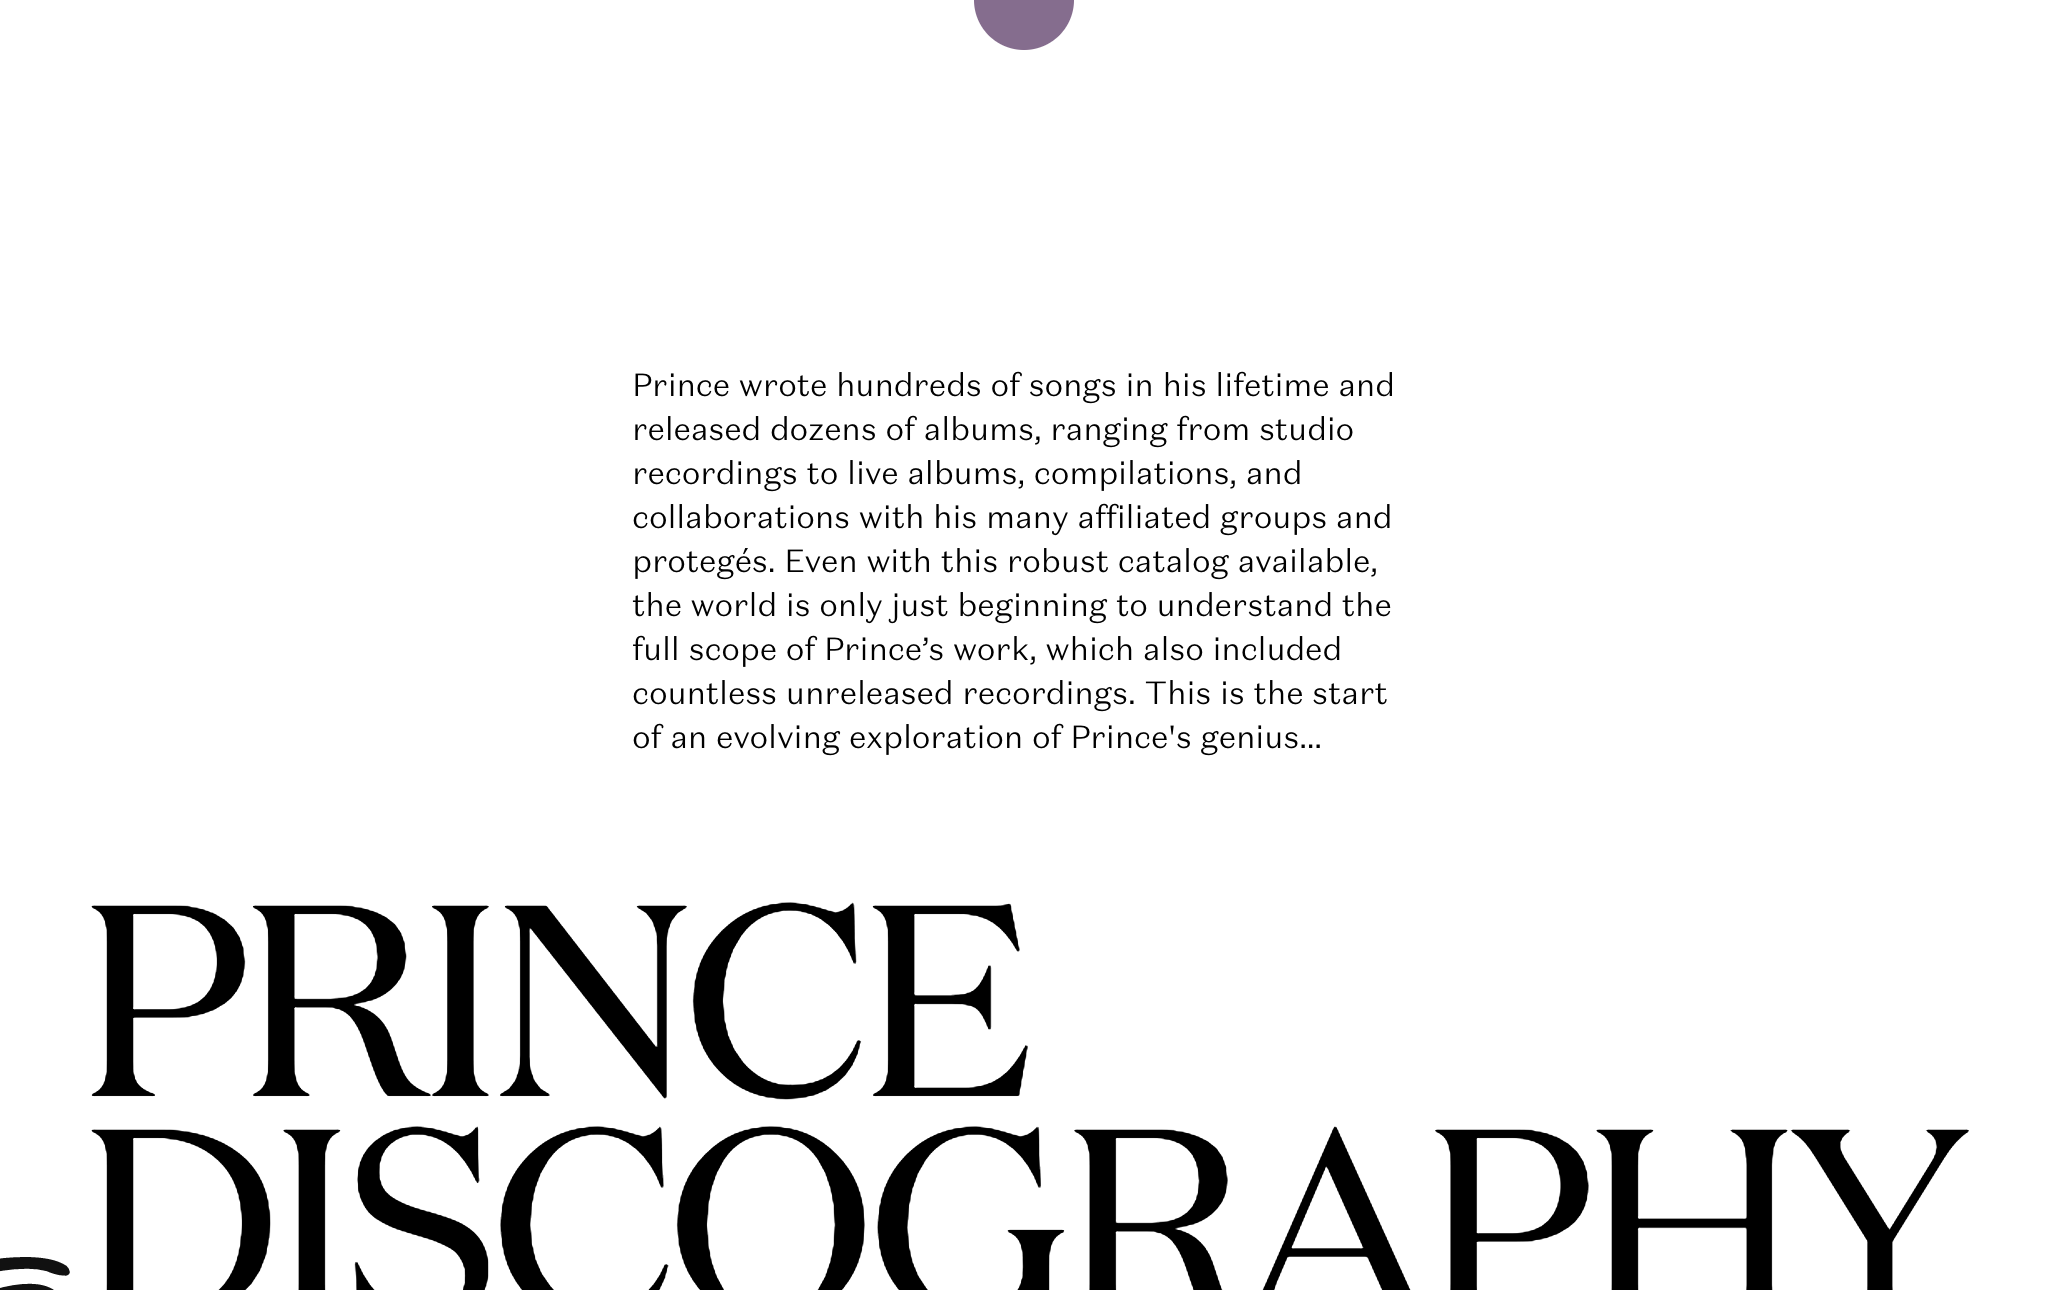 Prince wrote hundreds of songs in his lifetime and
released dozens of albums, ranging from studio
recordings to live albums, compilations, and
collaborations with his many affiliated groups and
protegés. Even with this robust catalog available,
the world is only just beginning to understand the
full scope of Prince’s work, which also included
countless unreleased recordings. This is the start
of an evolving exploration of Prince's genius...
PRINCE
DISCOGRAPHY